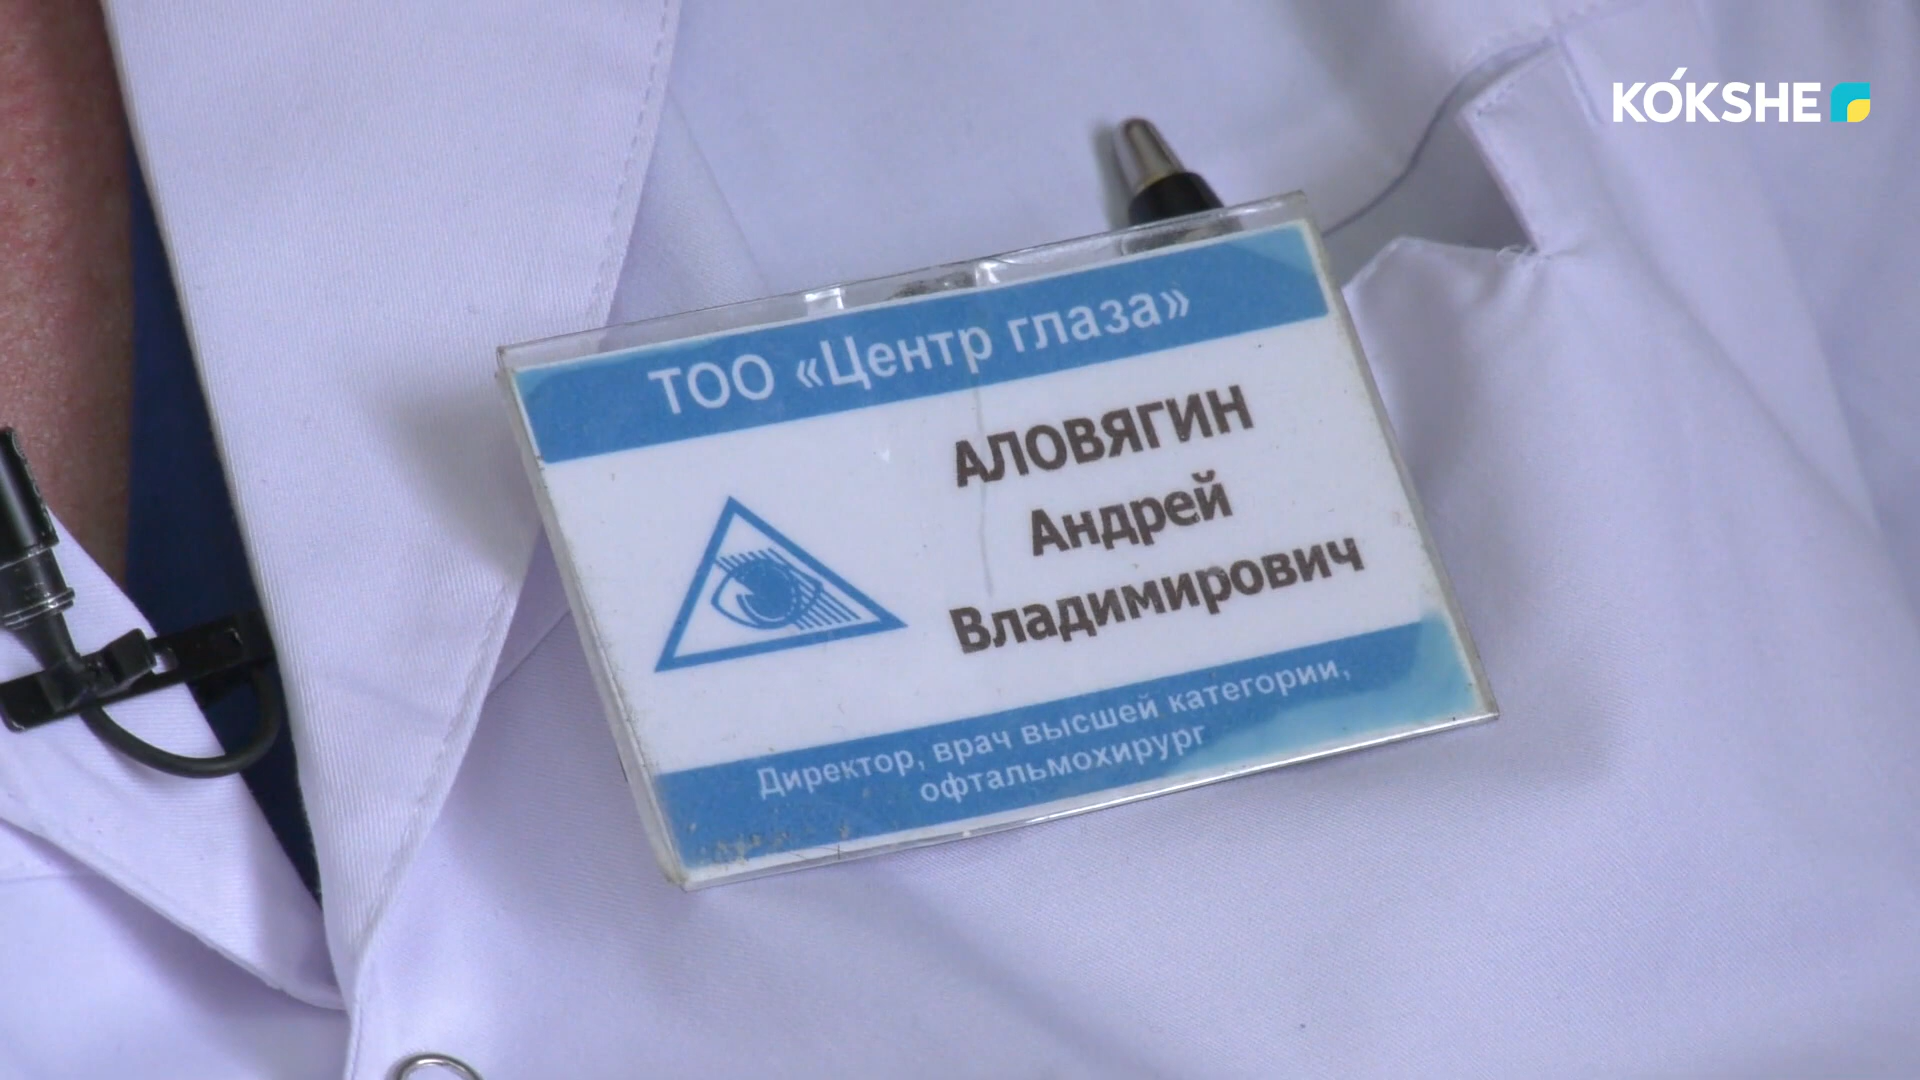 KÓKSHE
ТОО «Центр глаза»
АЛОВЯГИН
Андрей
Владимирович
Директор, врач высшей категории,
офтальмохирург